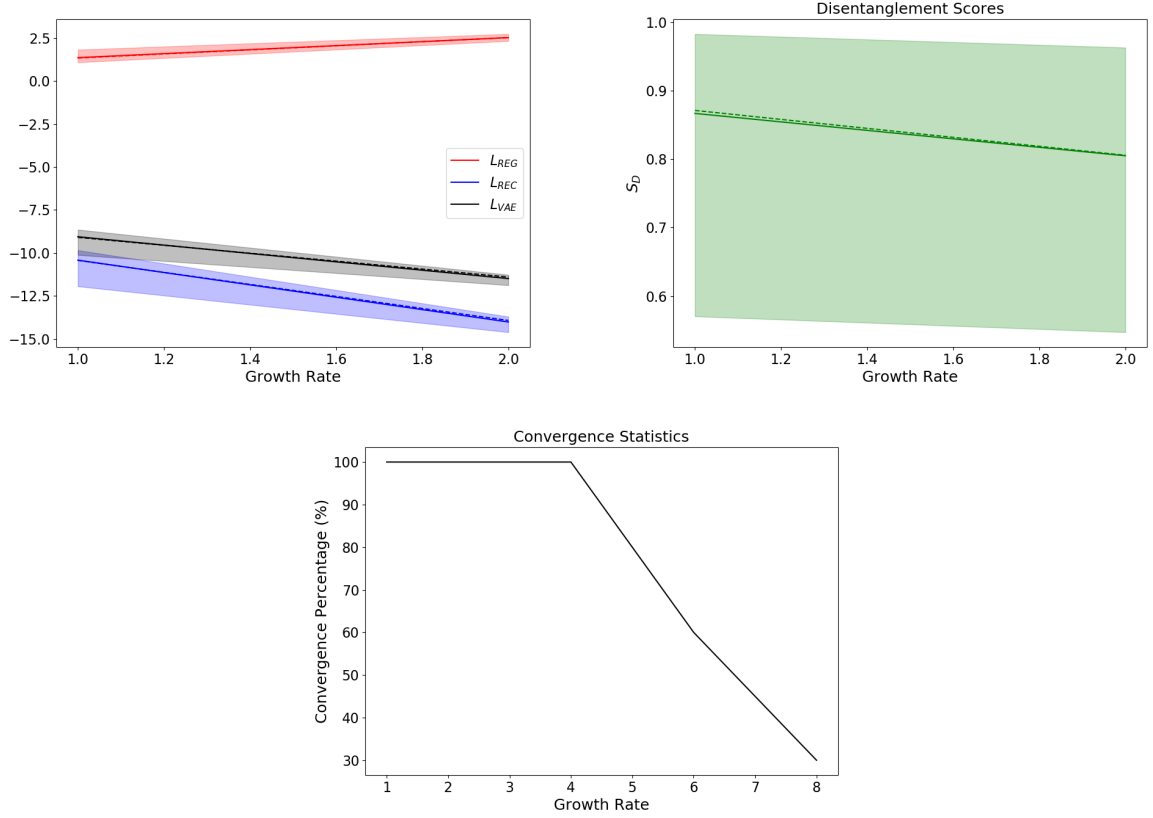 2.5
0.0
−2.5
−5.0
−7.5
−10.0
−12.5
−15.0
L_REG
L_REC
L_VAE
1.0 1.2 1.4 1.6 1.8 2.0
Growth Rate
Disentanglement Scores
1.0
0.9
0.8
0.7
0.6
S_D
1.0 1.2 1.4 1.6 1.8 2.0
Growth Rate
Convergence Statistics
100
90
80
70
60
50
40
30
Convergence Percentage (%)
1 2 3 4 5 6 7 8
Growth Rate